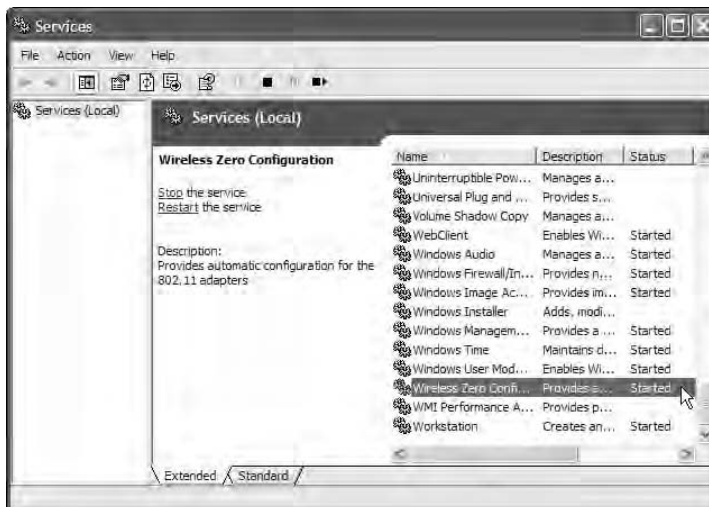 Services
File Action View Help
Services (Local)
Services (Local)
Wireless Zero Configuration
Stop the service
Restart the service
Description:
Provides automatic configuration for the
802.11 adapters
Name Description Status
Uninterruptible Pow... Manages a...
Universal Plug and ... Provides s...
Volume Shadow Copy Manages a...
WebClient Enables Wi... Started
Windows Audio Manages a... Started
Windows Firewall/In... Provides n... Started
Windows Image Ac... Provides im... Started
Windows Installer Adds, modi...
Windows Managem... Provides a ... Started
Windows Time Maintains d... Started
Windows User Mod... Enables Wi... Started
Wireless Zero Confi... Provides a... Started
WMI Performance A... Provides p...
Workstation Creates an... Started
Extended Standard